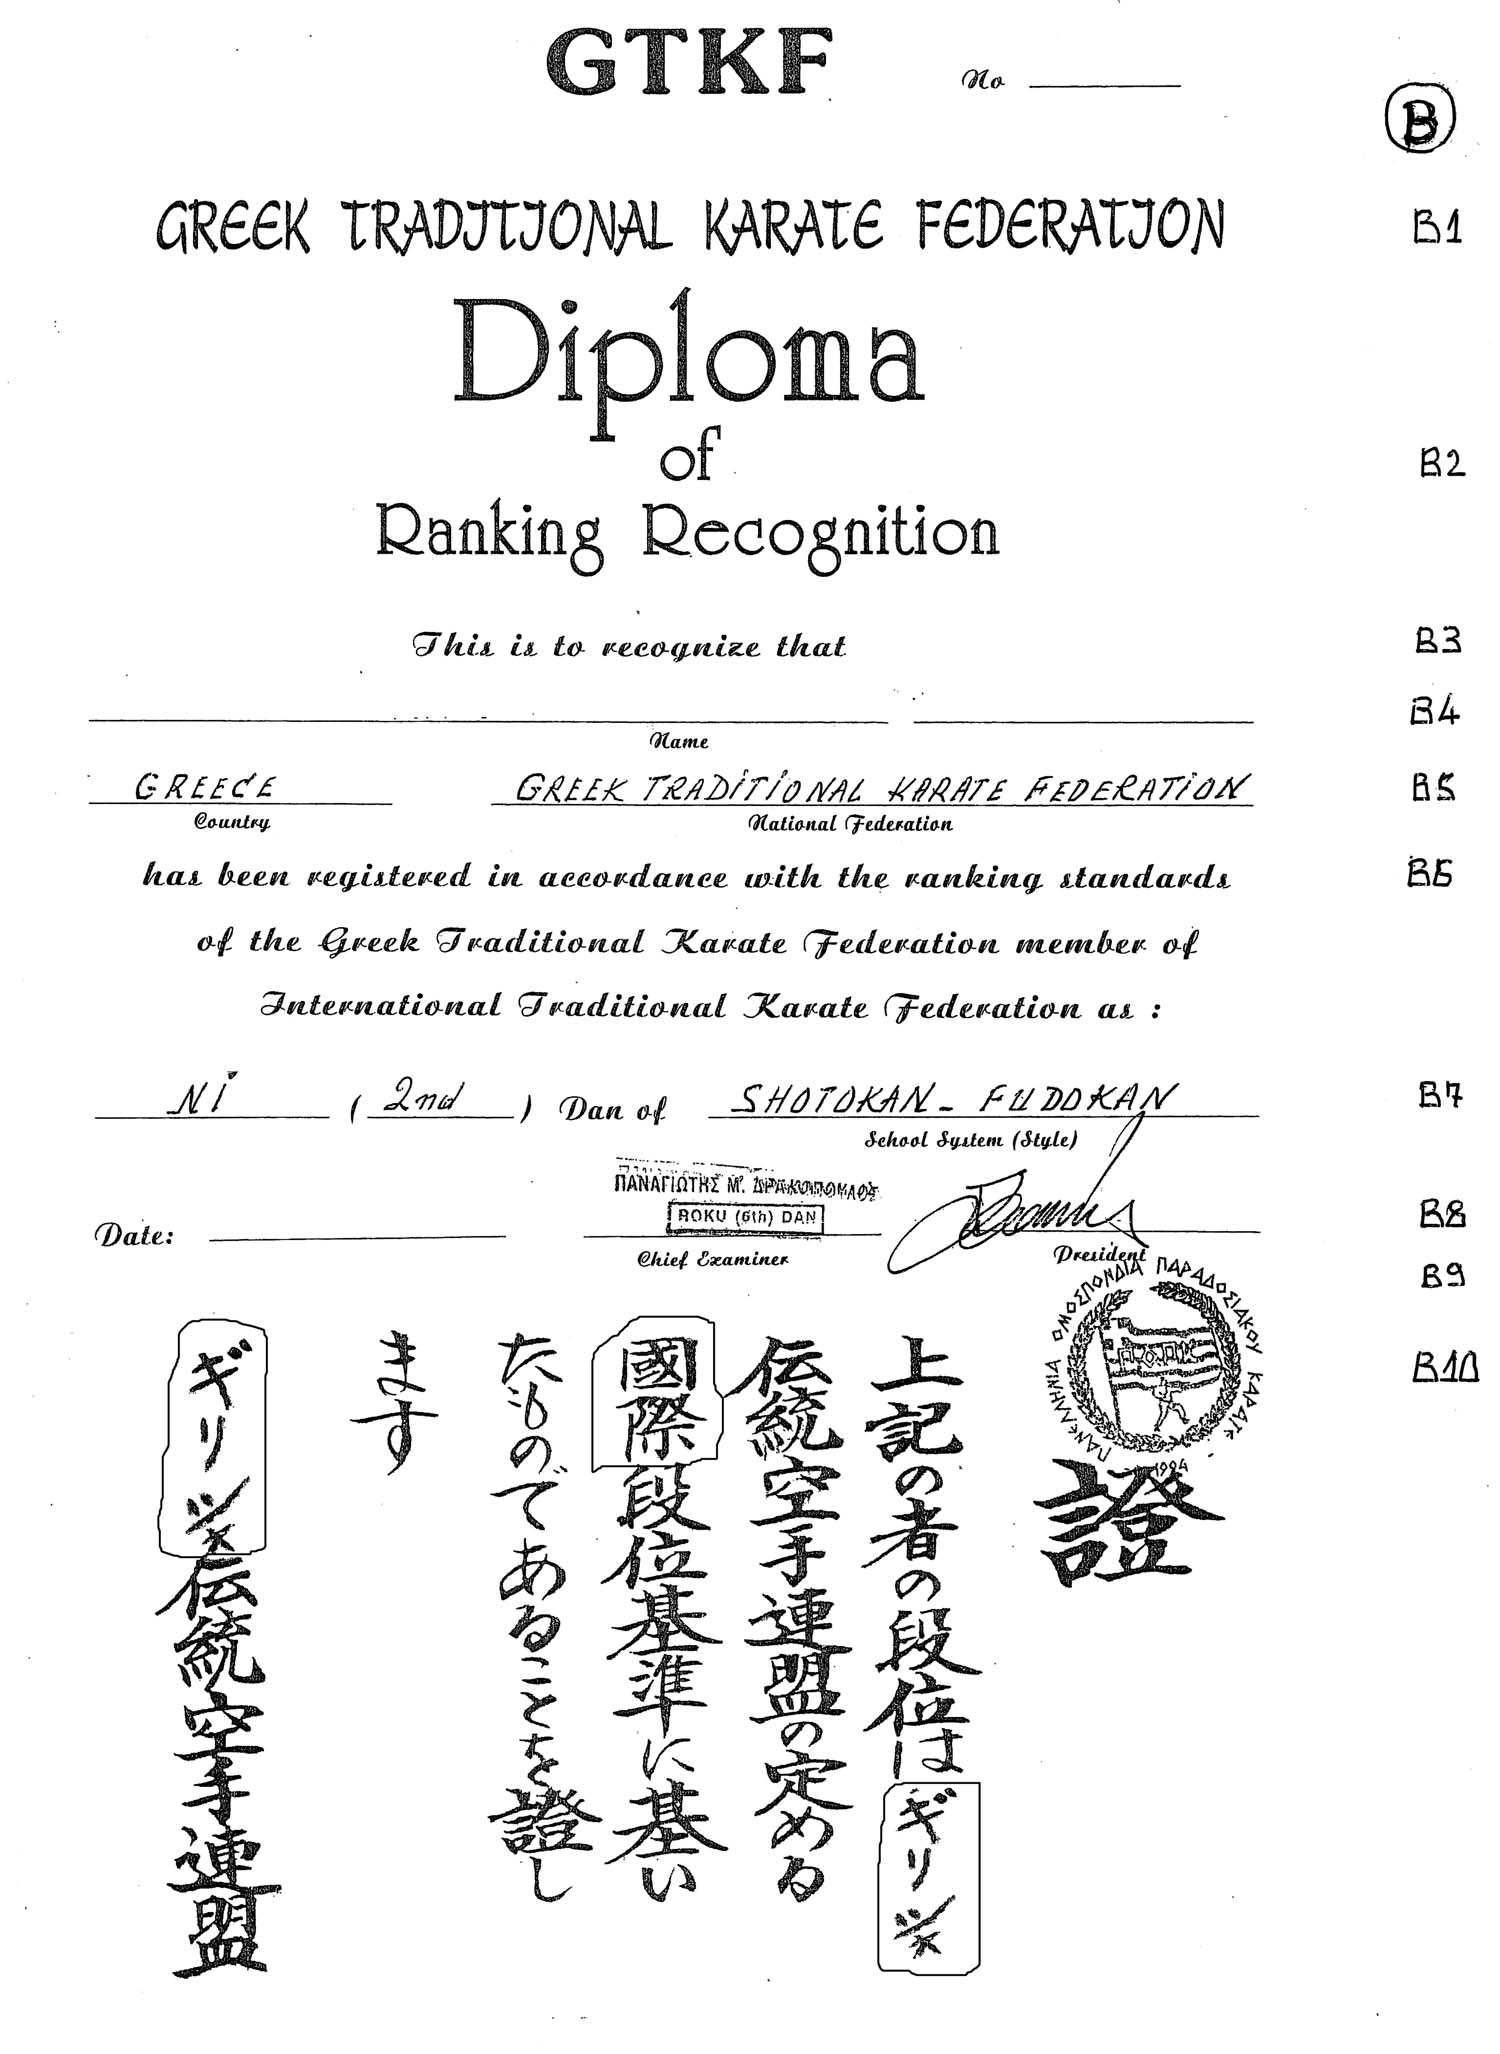 GTKF
No
B
GREEK TRADITIONAL KARATE FEDERATION
B1
Diploma
of
B2
Ranking Recognition
This is to recognize that
B3
B4
Name
GREECE GREEK TRADITIONAL KARATE FEDERATION
B5
Country National Federation
has been registered in accordance with the ranking standards
B6
of the Greek Traditional Karate Federation member of
International Traditional Karate Federation as :
Ni ( 2nd ) Dan of SHOTOKAN - FUDOKAN
B7
School System (Style)
ΠΑΝΑΓΙΩΤΗΣ Μ. ΔΡΑΚΟΠΟΥΛΟΣ
ROKU (6th) DAN
B8
Date:
Chief Examiner President
B9
ΠΑΝΕΛΛΗΝΙΑ ΟΜΟΣΠΟΝΔΙΑ ΠΑΡΑΔΟΣΙΑΚΟΥ ΚΑΡΑΤΕ
1994
B10
證
上記の者の段位はギリシャ
伝統空手連盟の定める
國際段位基準に基い
たものであることを證し
ます
ギリシャ伝統空手連盟